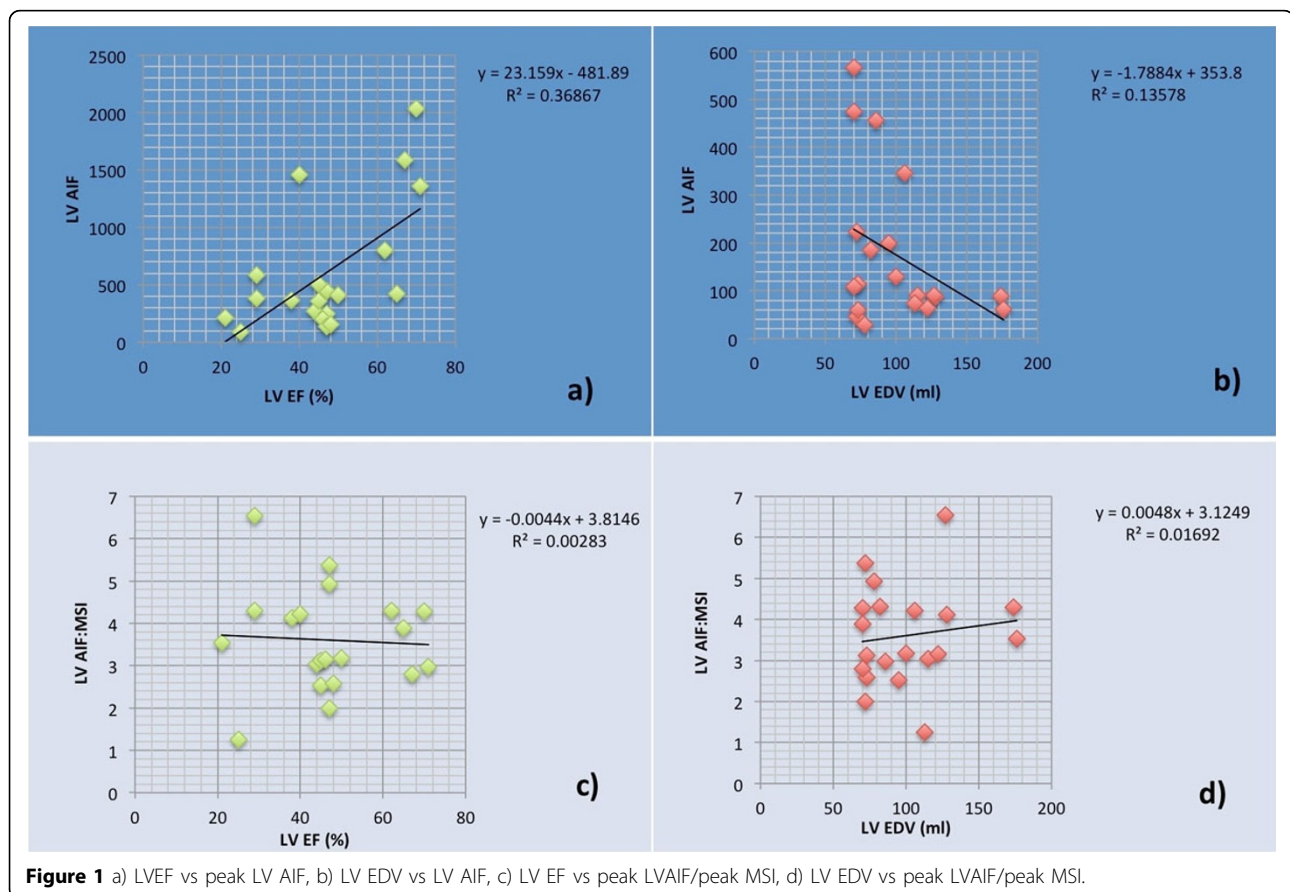 2500
2000
1500
1000
500
0
LV AIF
0 20 40 60 80
LV EF (%)
y = 23.159x - 481.89
R² = 0.36867
a)
600
500
400
300
200
100
0
LV AIF
0 50 100 150 200
LV EDV (ml)
y = -1.7884x + 353.8
R² = 0.13578
b)
7
6
5
4
3
2
1
0
LV AIF:MSI
0 20 40 60 80
LV EF (%)
y = -0.0044x + 3.8146
R² = 0.00283
c)
7
6
5
4
3
2
1
0
LV AIF:MSI
0 50 100 150 200
LV EDV (ml)
y = 0.0048x + 3.1249
R² = 0.01692
d)
Figure 1 a) LVEF vs peak LV AIF, b) LV EDV vs LV AIF, c) LV EF vs peak LVAIF/peak MSI, d) LV EDV vs peak LVAIF/peak MSI.